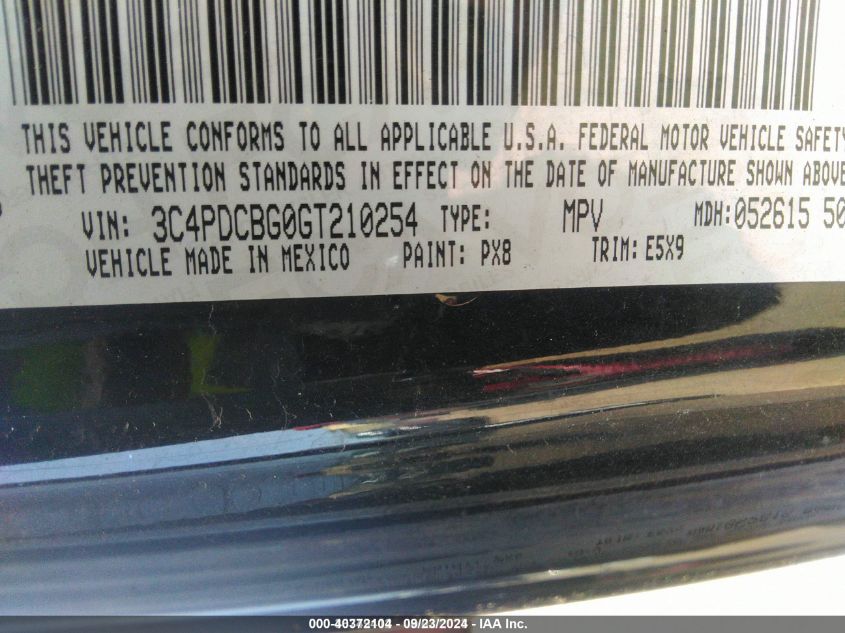 THIS VEHICLE CONFORMS TO ALL APPLICABLE U.S.A. FEDERAL MOTOR VEHICLE SAFETY
THEFT PREVENTION STANDARDS IN EFFECT ON THE DATE OF MANUFACTURE SHOWN ABOVE
VIN: 3C4PDCBG0GT210254 TYPE: MPV MDH:052615 50
VEHICLE MADE IN MEXICO PAINT: PX8 TRIM: E5X9
000-40372104 - 09/23/2024 - IAA Inc.